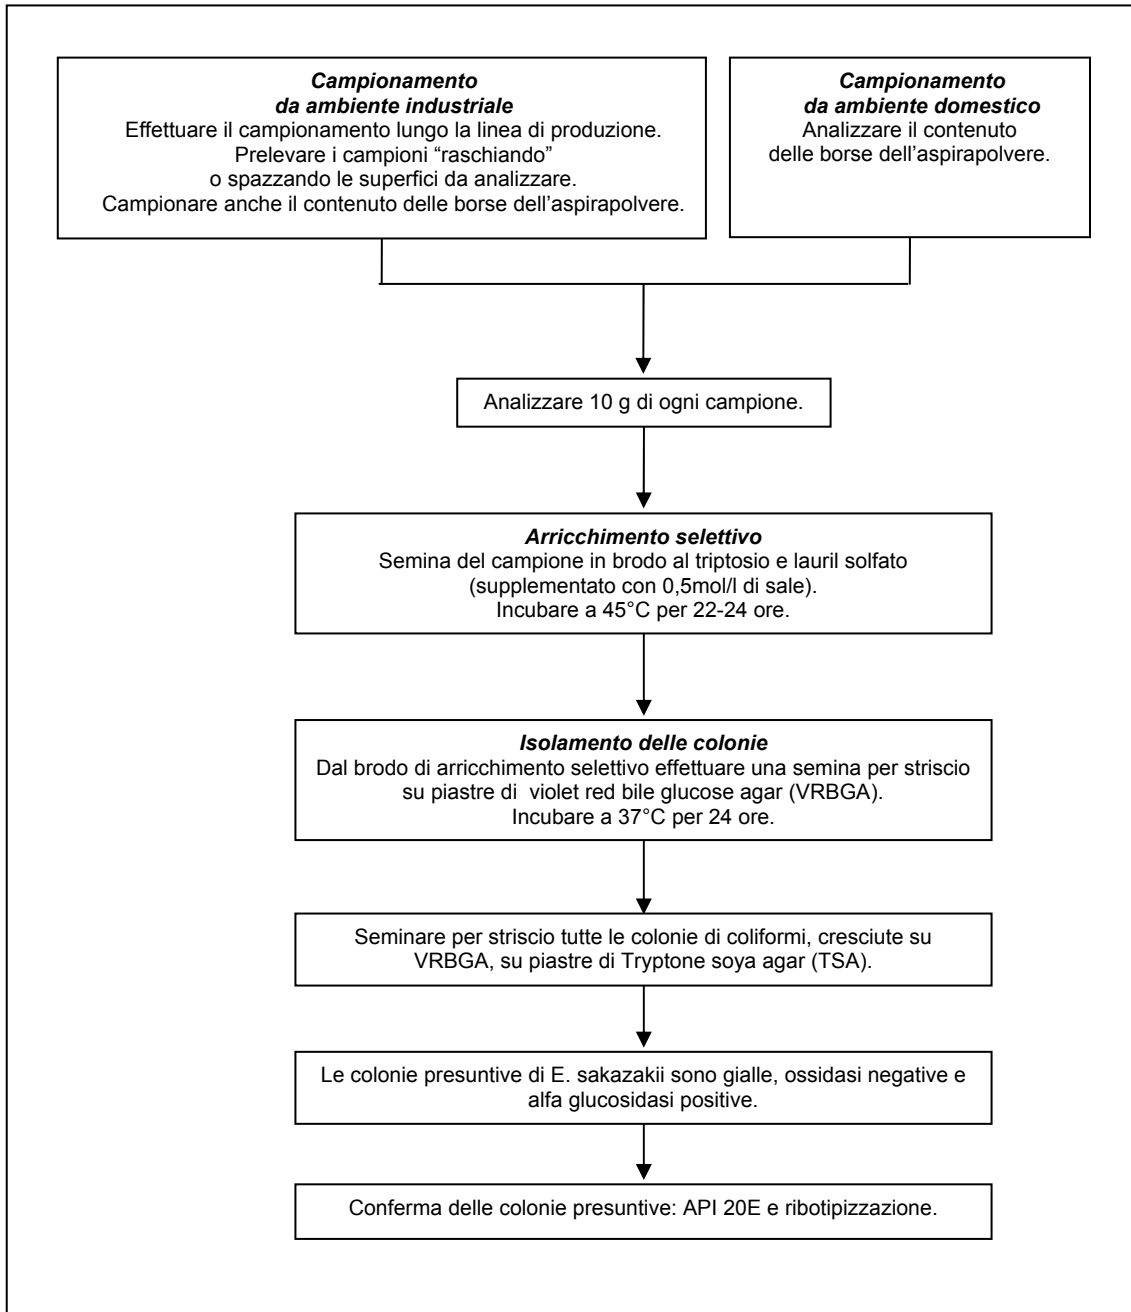 Campionamento
da ambiente industriale
Effettuare il campionamento lungo la linea di produzione.
Prelevare i campioni “raschiando”
o spazzando le superfici da analizzare.
Campionare anche il contenuto delle borse dell’aspirapolvere.
Campionamento
da ambiente domestico
Analizzare il contenuto
delle borse dell’aspirapolvere.
Analizzare 10 g di ogni campione.
Arricchimento selettivo
Semina del campione in brodo al triptosio e lauril solfato
(supplementato con 0,5mol/l di sale).
Incubare a 45°C per 22-24 ore.
Isolamento delle colonie
Dal brodo di arricchimento selettivo effettuare una semina per striscio
su piastre di violet red bile glucose agar (VRBGA).
Incubare a 37°C per 24 ore.
Seminare per striscio tutte le colonie di coliformi, cresciute su
VRBGA, su piastre di Tryptone soya agar (TSA).
Le colonie presuntive di E. sakazakii sono gialle, ossidasi negative e
alfa glucosidasi positive.
Conferma delle colonie presuntive: API 20E e ribotipizzazione.